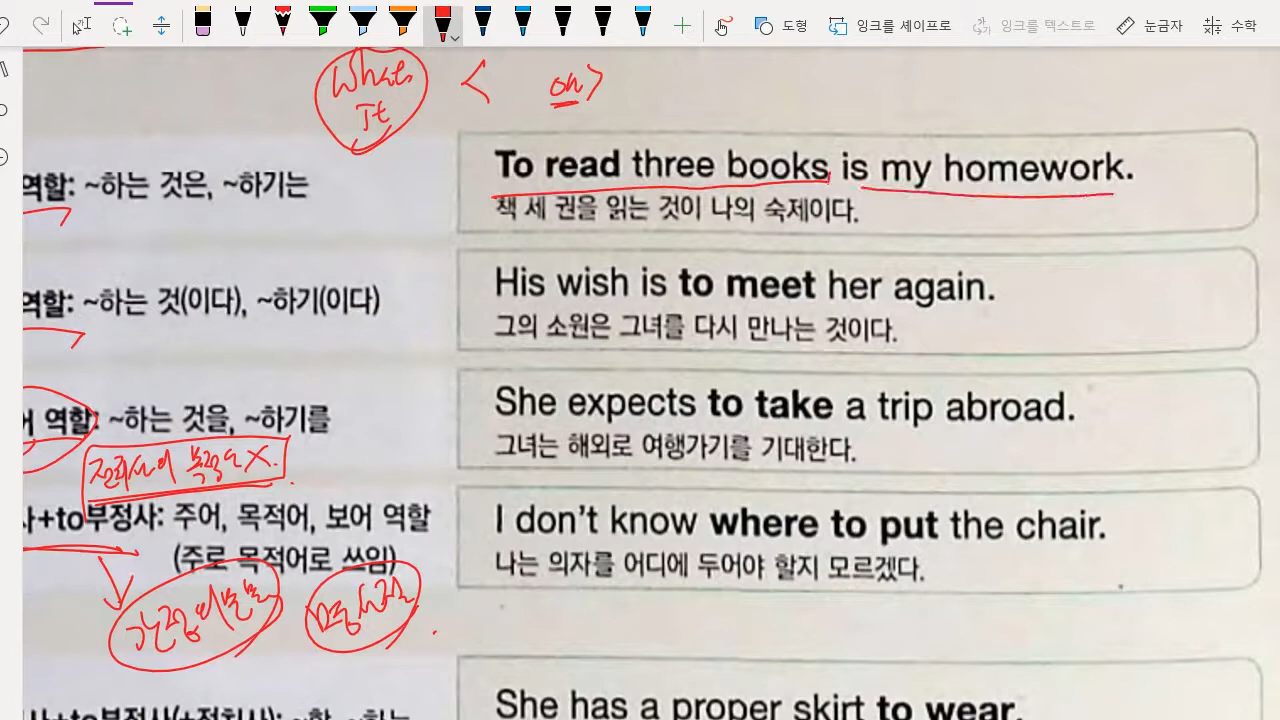 도형 잉크를 셰이프로 잉크를 텍스트로 눈금자 수학
What
It
on
역할: ~하는 것은, ~하기는
To read three books is my homework.
책 세 권을 읽는 것이 나의 숙제이다.
역할: ~하는 것(이다), ~하기(이다)
His wish is to meet her again.
그의 소원은 그녀를 다시 만나는 것이다.
역할: ~하는 것을, ~하기를
She expects to take a trip abroad.
그녀는 해외로 여행가기를 기대한다.
전치사의 목적어 X.
+to부정사: 주어, 목적어, 보어 역할
(주로 목적어로 쓰임)
I don't know where to put the chair.
나는 의자를 어디에 두어야 할지 모르겠다.
간접의문문
명사절
She has a proper skirt to wear.